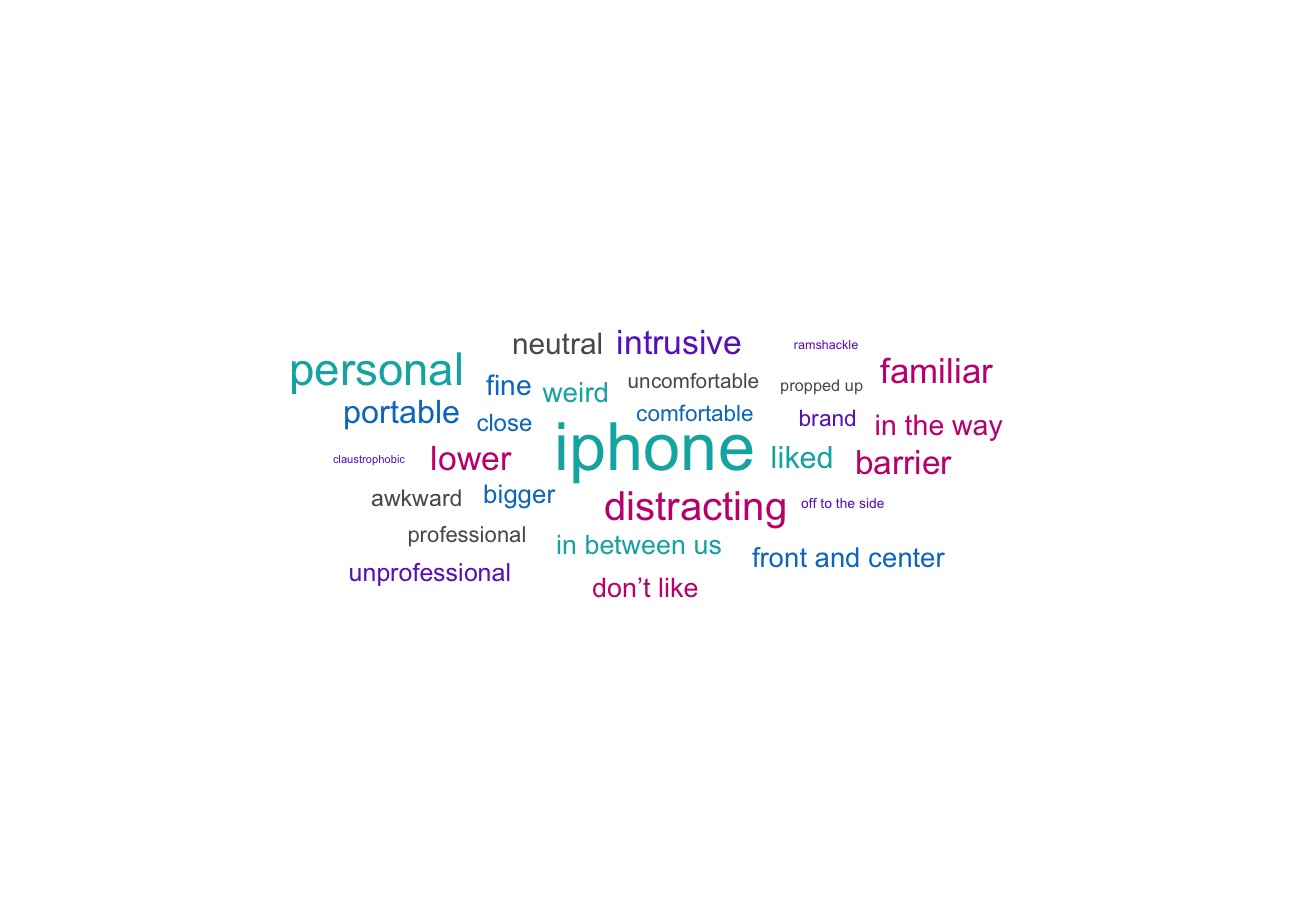 neutral intrusive ramshackle
personal fine weird uncomfortable propped up familiar
portable close comfortable brand in the way
claustrophobic lower iphone liked barrier
awkward bigger distracting off to the side
professional in between us front and center
unprofessional don’t like